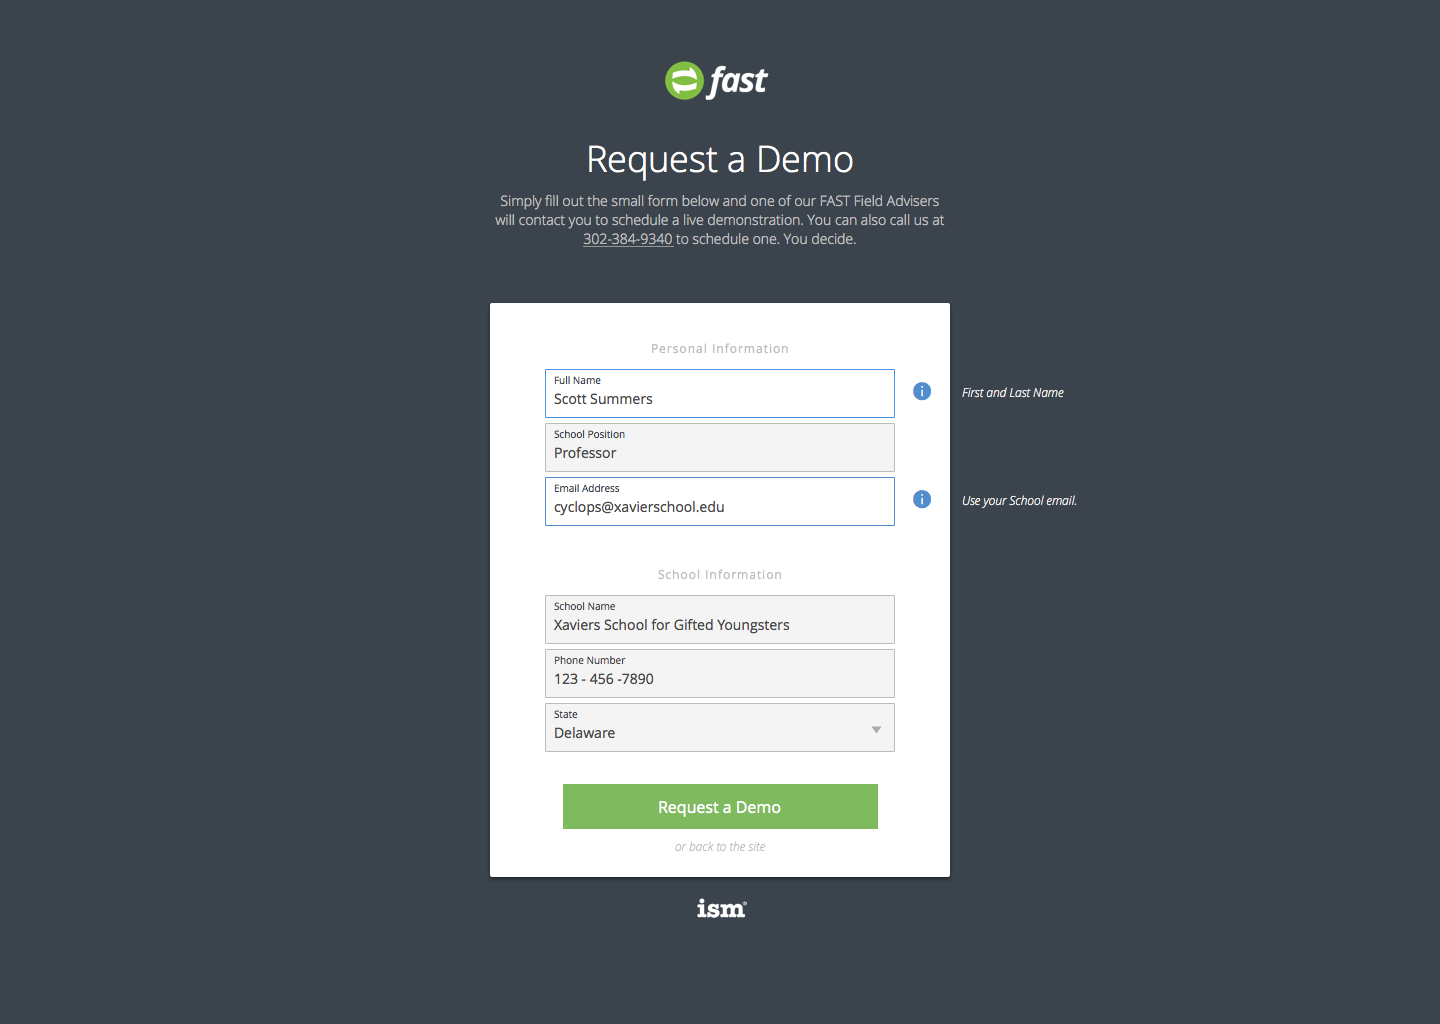 fast
Request a Demo
Simply fill out the small form below and one of our FAST Field Advisers
will contact you to schedule a live demonstration. You can also call us at
302-384-9340 to schedule one. You decide.
Personal Information
Full Name
Scott Summers
i
First and Last Name
School Position
Professor
Email Address
cyclops@xavierschool.edu
i
Use your School email.
School Information
School Name
Xaviers School for Gifted Youngsters
Phone Number
123 - 456 -7890
State
Delaware
Request a Demo
or back to the site
ism®